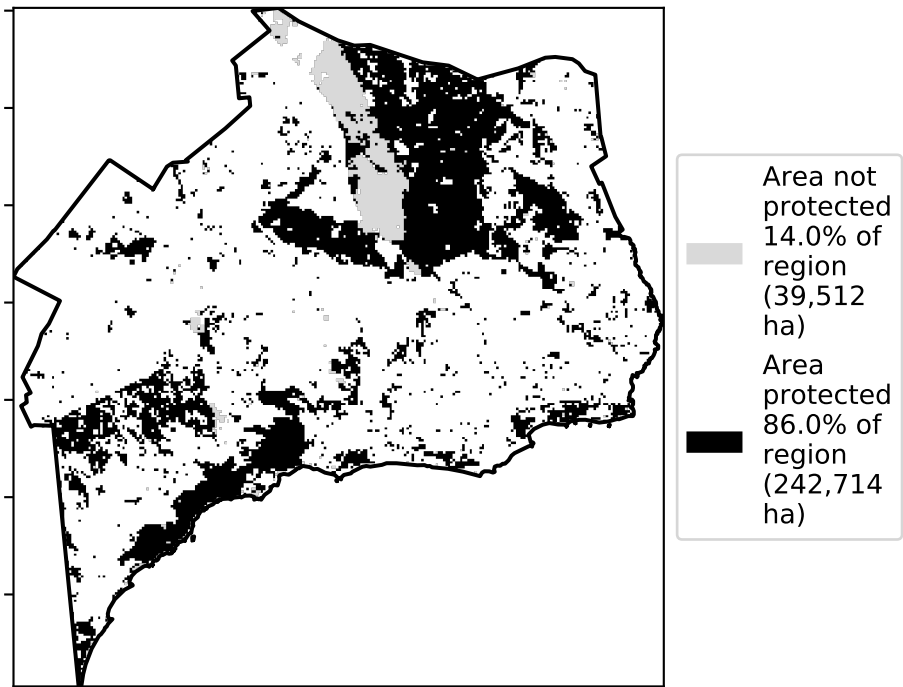 Area not
protected
14.0% of
region
(39,512
ha)
Area
protected
86.0% of
region
(242,714
ha)